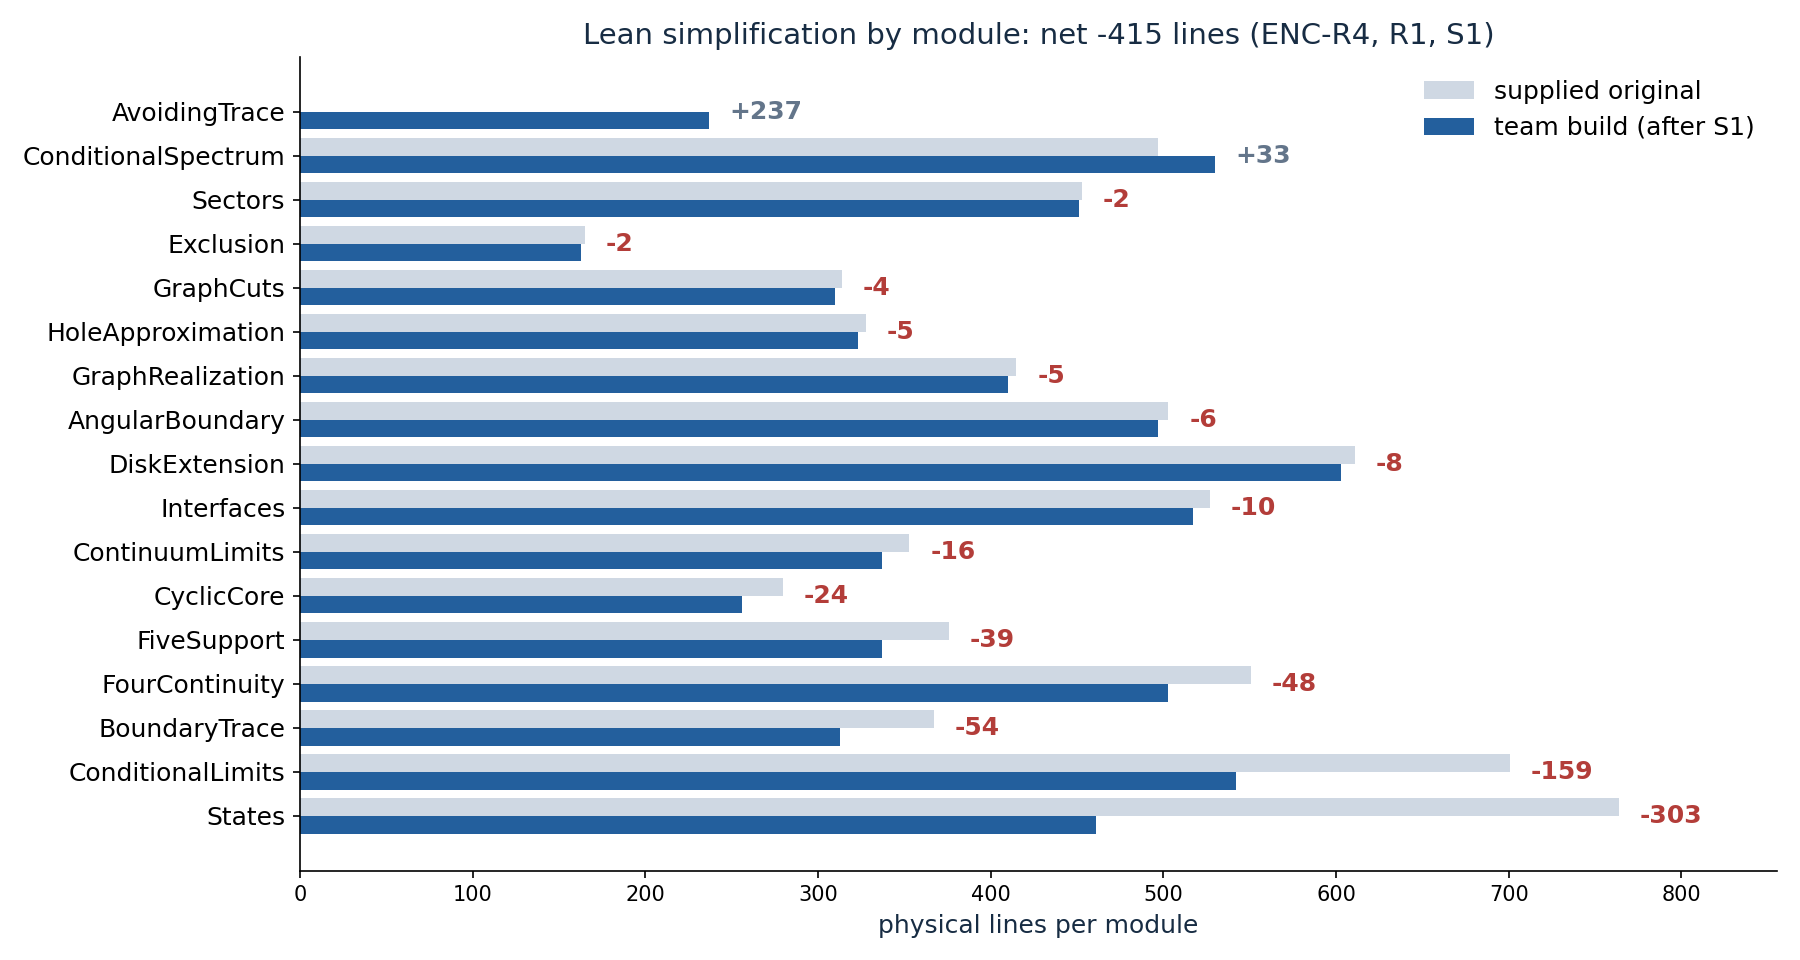 Lean simplification by module: net -415 lines (ENC-R4, R1, S1)
supplied original
team build (after S1)
AvoidingTrace +237
ConditionalSpectrum +33
Sectors -2
Exclusion -2
GraphCuts -4
HoleApproximation -5
GraphRealization -5
AngularBoundary -6
DiskExtension -8
Interfaces -10
ContinuumLimits -16
CyclicCore -24
FiveSupport -39
FourContinuity -48
BoundaryTrace -54
ConditionalLimits -159
States -303
0 100 200 300 400 500 600 700 800
physical lines per module